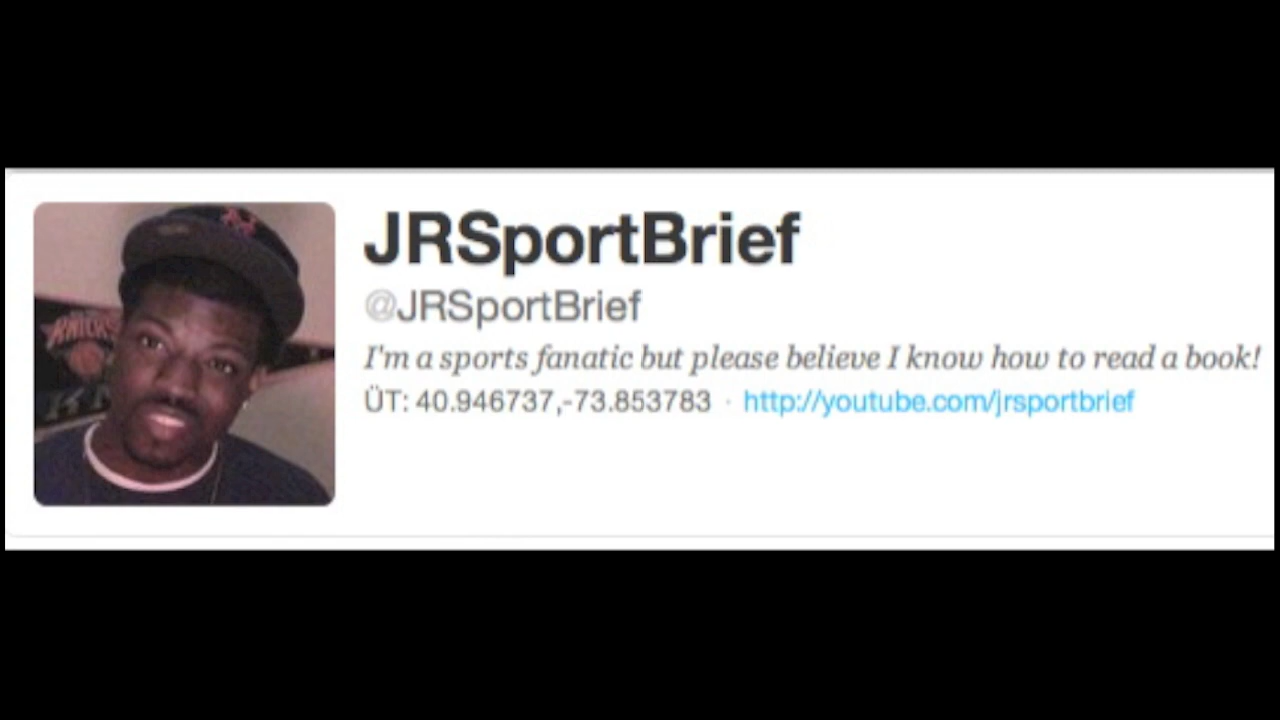 JRSportBrief
@JRSportBrief
I'm a sports fanatic but please believe I know how to read a book!
ÜT: 40.946737,-73.853783 · http://youtube.com/jrsportbrief
KNICKS